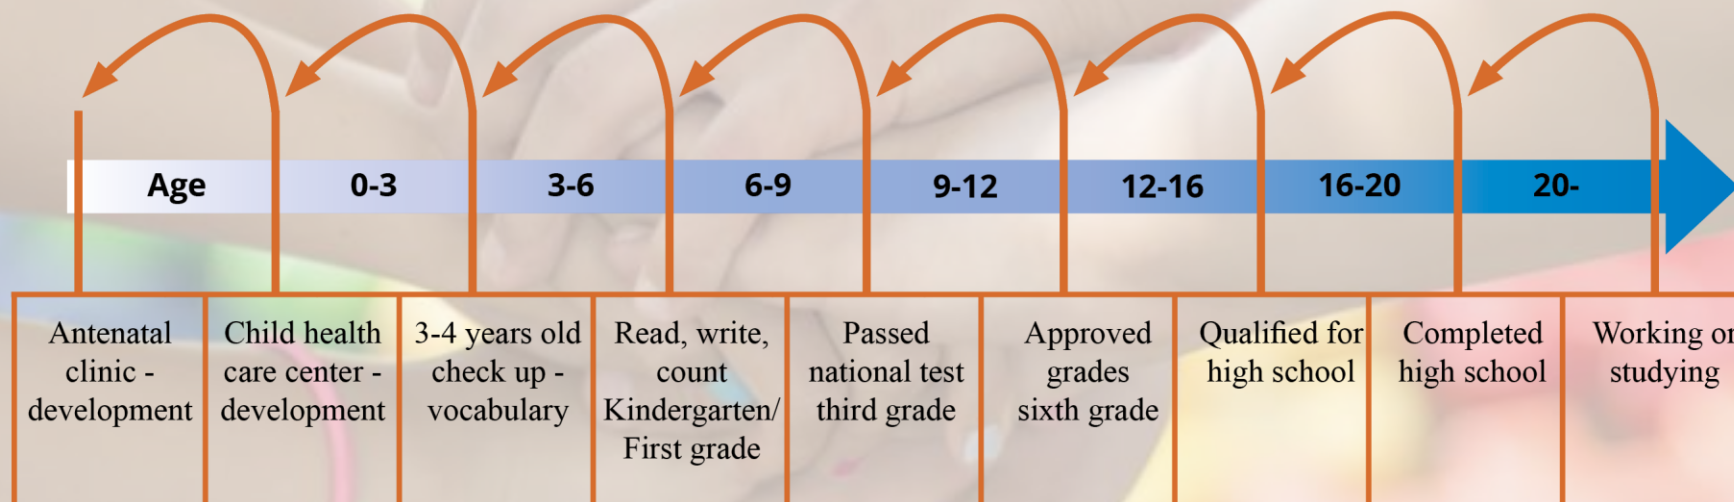 Age 0-3 3-6 6-9 9-12 12-16 16-20 20-
Antenatal
clinic -
development
Child health
care center -
development
3-4 years old
check up -
vocabulary
Read, write,
count
Kindergarten/
First grade
Passed
national test
third grade
Approved
grades
sixth grade
Qualified for
high school
Completed
high school
Working or
studying